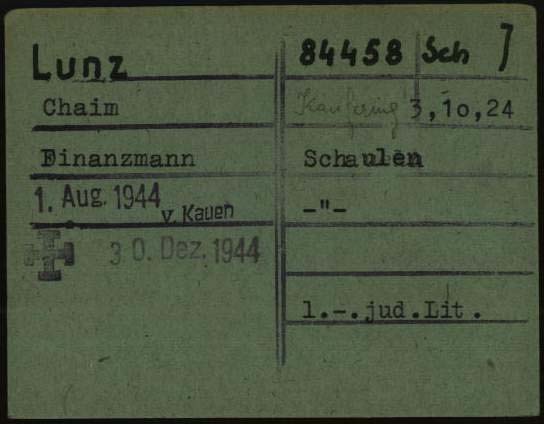 Lunz 84458 Sch J
Chaim Kaufering 3,10,24
Finanzmann Schaulen
1. Aug. 1944 v. Kauen -"-
30. Dez. 1944
l.-.jud.Lit.